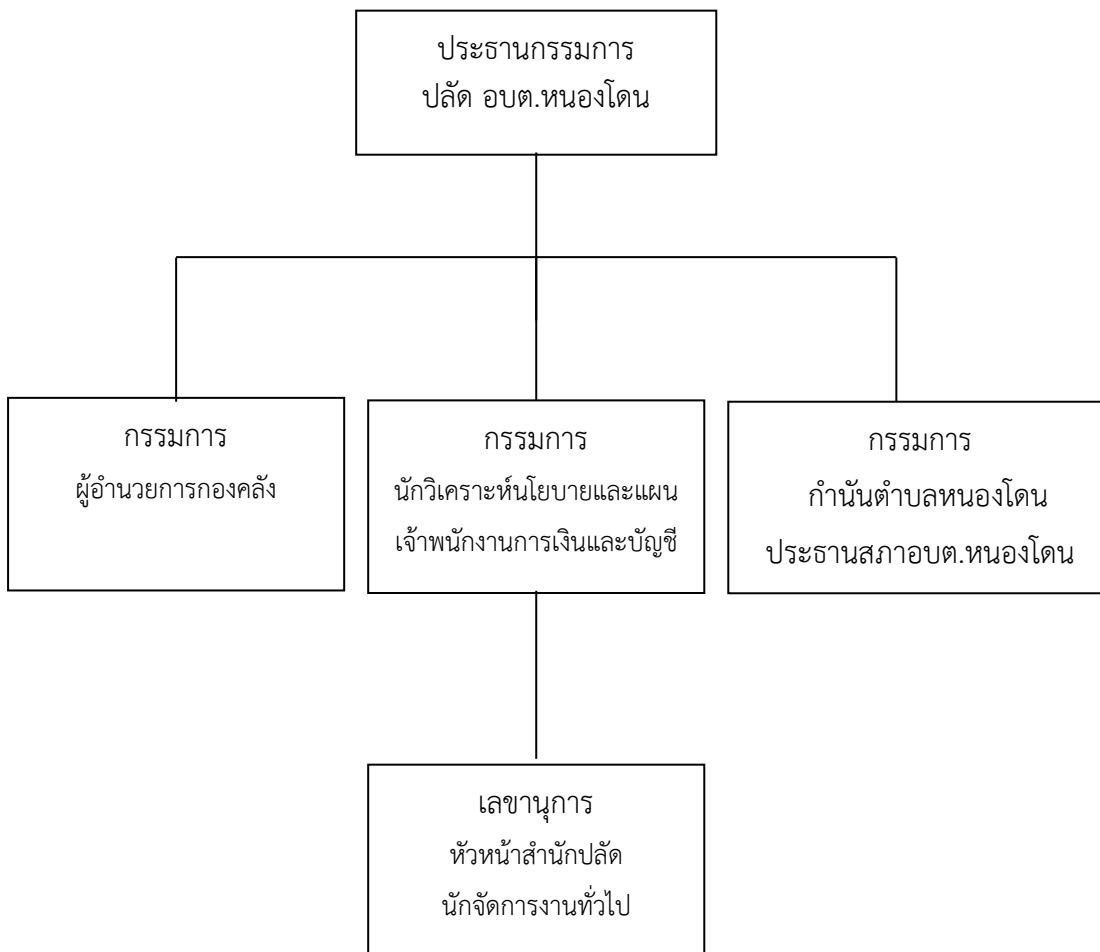 ประธานกรรมการ
ปลัด อบต.หนองโดน
กรรมการ
ผู้อำนวยการกองคลัง
กรรมการ
นักวิเคราะห์นโยบายและแผน
เจ้าพนักงานการเงินและบัญชี
กรรมการ
กำนันตำบลหนองโดน
ประธานสภาอบต.หนองโดน
เลขานุการ
หัวหน้าสำนักปลัด
นักจัดการงานทั่วไป